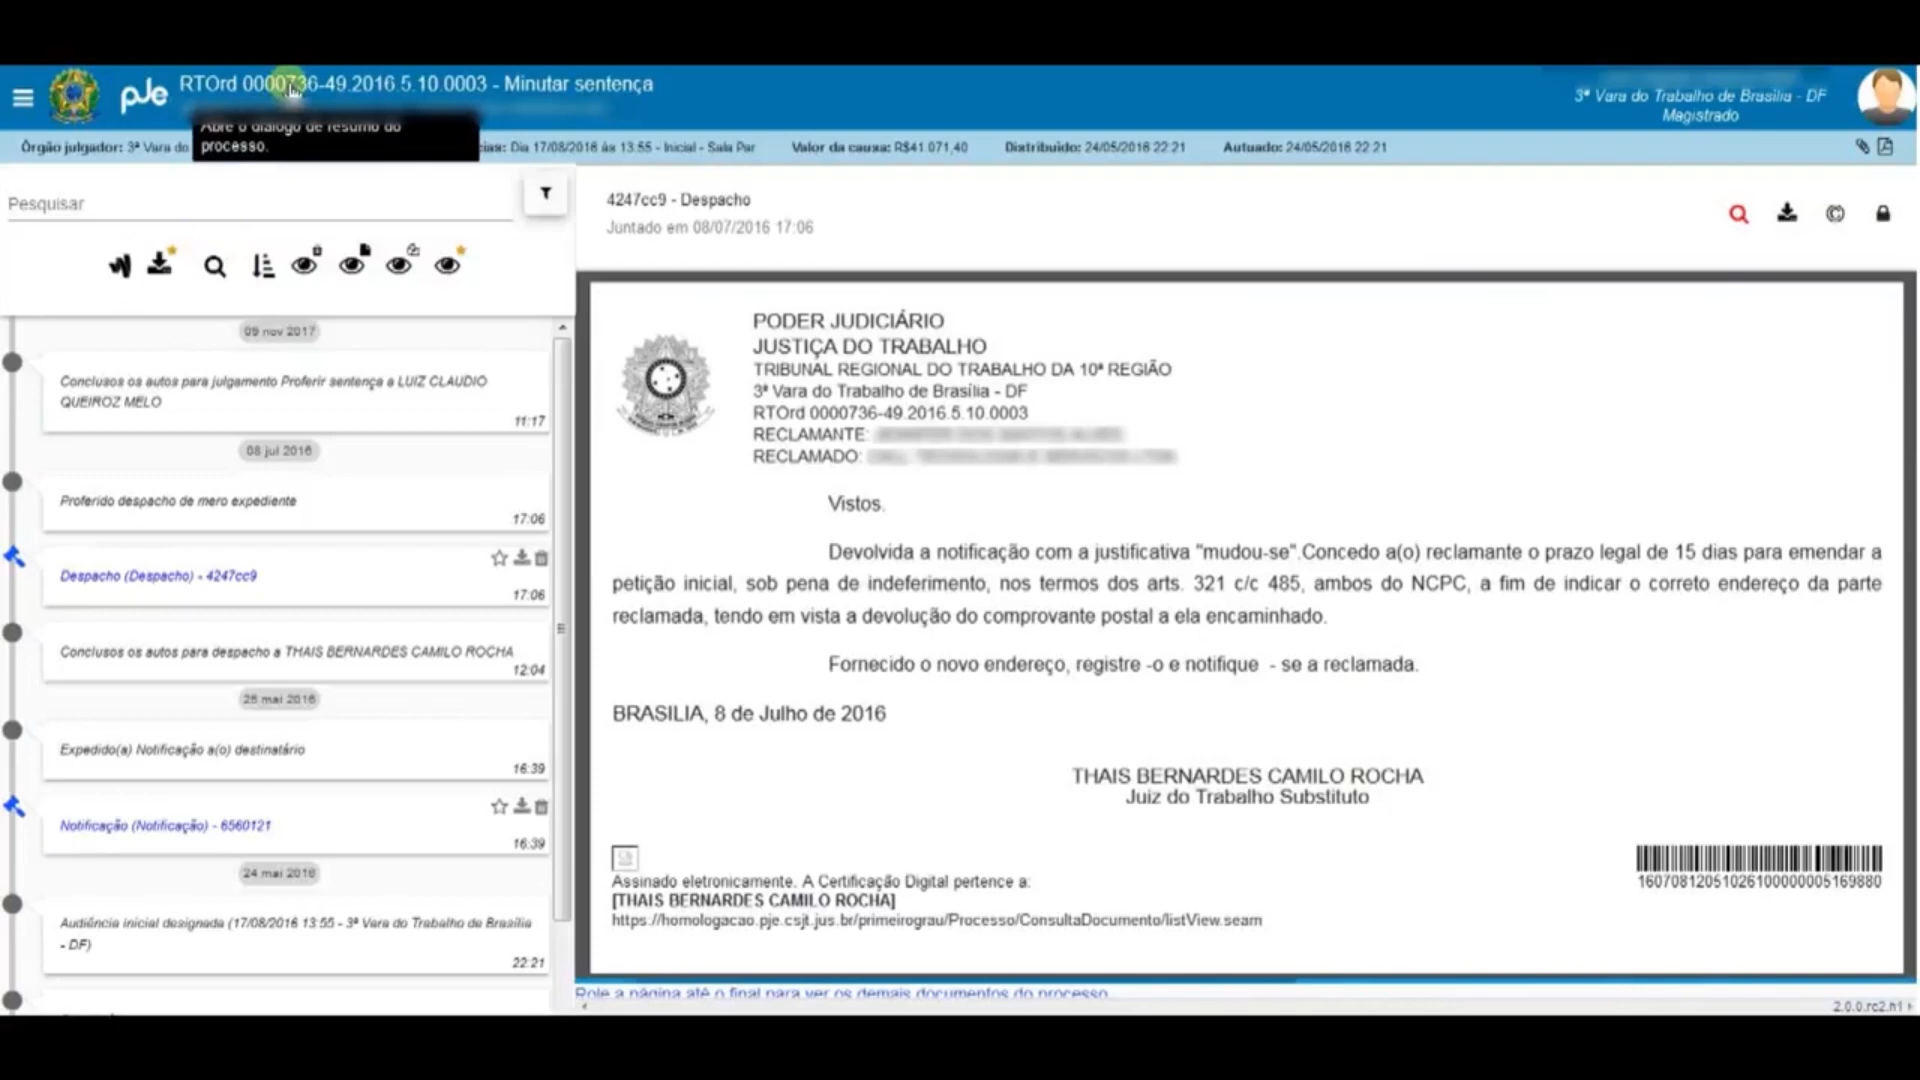 pje
RTOrd 0000736-49.2016.5.10.0003 - Minutar sentença
3ª Vara do Trabalho de Brasília - DF
Magistrado
Abre o diálogo de resumo do
processo.
Órgão julgador: 3ª Vara do
cias: Dia 17/08/2016 às 13:55 - Inicial - Sala Par
Valor da causa: R$41.071,40
Distribuído: 24/05/2016 22:21
Autuado: 24/05/2016 22:21
Pesquisar
09 nov 2017
Conclusos os autos para julgamento Proferir sentença a LUIZ CLAUDIO
QUEIROZ MELO
11:17
08 jul 2016
Proferido despacho de mero expediente
17:06
Despacho (Despacho) - 4247cc9
17:06
Conclusos os autos para despacho a THAIS BERNARDES CAMILO ROCHA
12:04
26 mai 2016
Expedido(a) Notificação a(o) destinatário
16:39
Notificação (Notificação) - 6560121
16:39
24 mai 2016
Audiência inicial designada (17/08/2016 13:55 - 3ª Vara do Trabalho de Brasília
- DF)
22:21
4247cc9 - Despacho
Juntado em 08/07/2016 17:06
PODER JUDICIÁRIO
JUSTIÇA DO TRABALHO
TRIBUNAL REGIONAL DO TRABALHO DA 10ª REGIÃO
3ª Vara do Trabalho de Brasília - DF
RTOrd 0000736-49.2016.5.10.0003
RECLAMANTE:
RECLAMADO:
Vistos.
Devolvida a notificação com a justificativa "mudou-se".Concedo a(o) reclamante o prazo legal de 15 dias para emendar a
petição inicial, sob pena de indeferimento, nos termos dos arts. 321 c/c 485, ambos do NCPC, a fim de indicar o correto endereço da parte
reclamada, tendo em vista a devolução do comprovante postal a ela encaminhado.
Fornecido o novo endereço, registre -o e notifique - se a reclamada.
BRASILIA, 8 de Julho de 2016
THAIS BERNARDES CAMILO ROCHA
Juiz do Trabalho Substituto
Assinado eletronicamente. A Certificação Digital pertence a:
[THAIS BERNARDES CAMILO ROCHA]
https://homologacao.pje.csjt.jus.br/primeirograu/Processo/ConsultaDocumento/listView.seam
16070812051026100000005169880
Role a página até o final para ver os demais documentos do processo.
2.0.0.rc2.h1